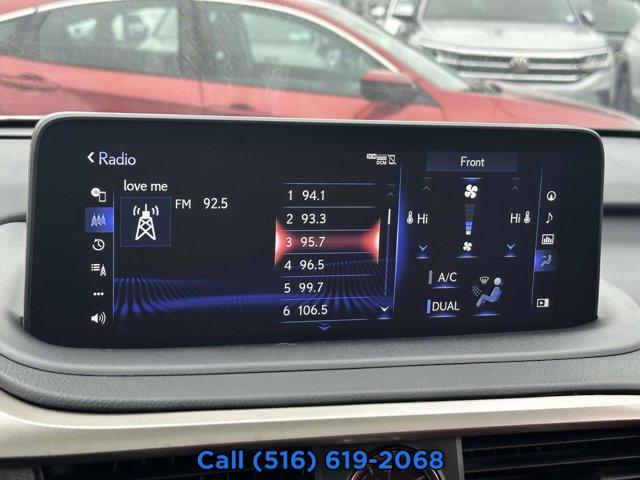 Radio
DCM
Front
love me
FM 92.5
1 94.1
2 93.3
3 95.7
4 96.5
5 99.7
6 106.5
Hi
Hi
A/C
DUAL
Call (516) 619-2068